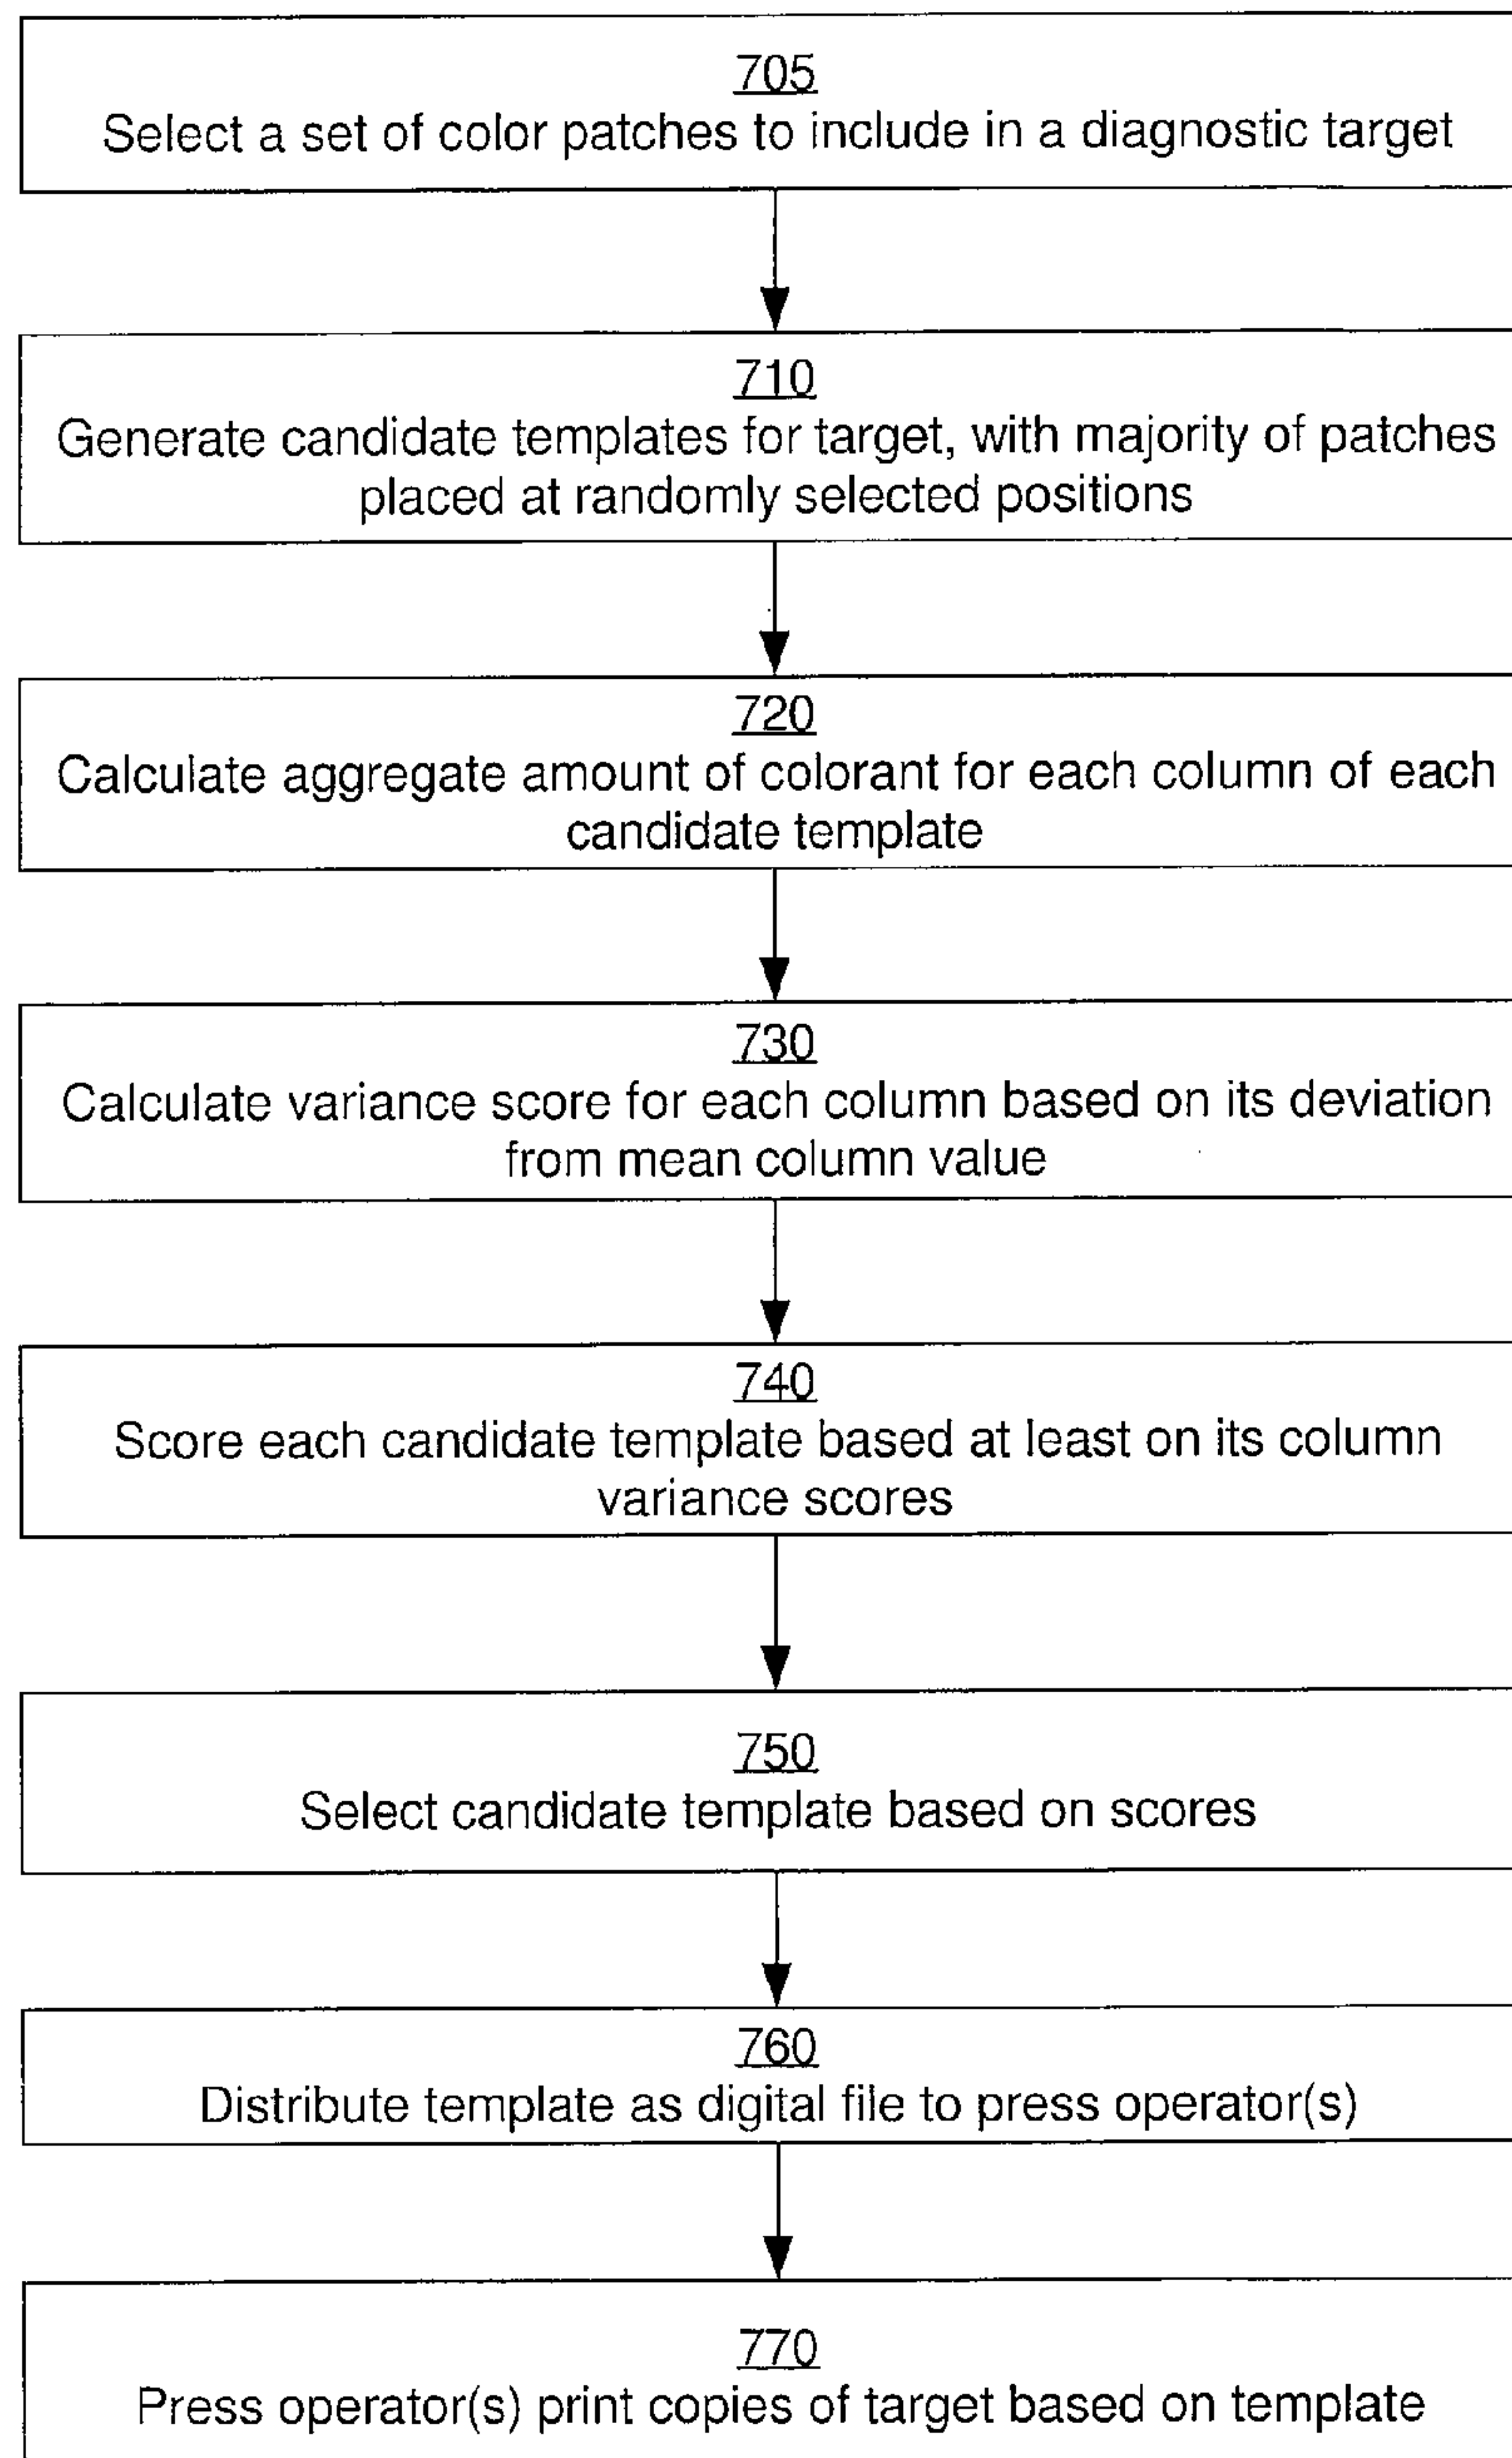 705
Select a set of color patches to include in a diagnostic target
710
Generate candidate templates for target, with majority of patches
placed at randomly selected positions
720
Calculate aggregate amount of colorant for each column of each
candidate template
730
Calculate variance score for each column based on its deviation
from mean column value
740
Score each candidate template based at least on its column
variance scores
750
Select candidate template based on scores
760
Distribute template as digital file to press operator(s)
770
Press operator(s) print copies of target based on template